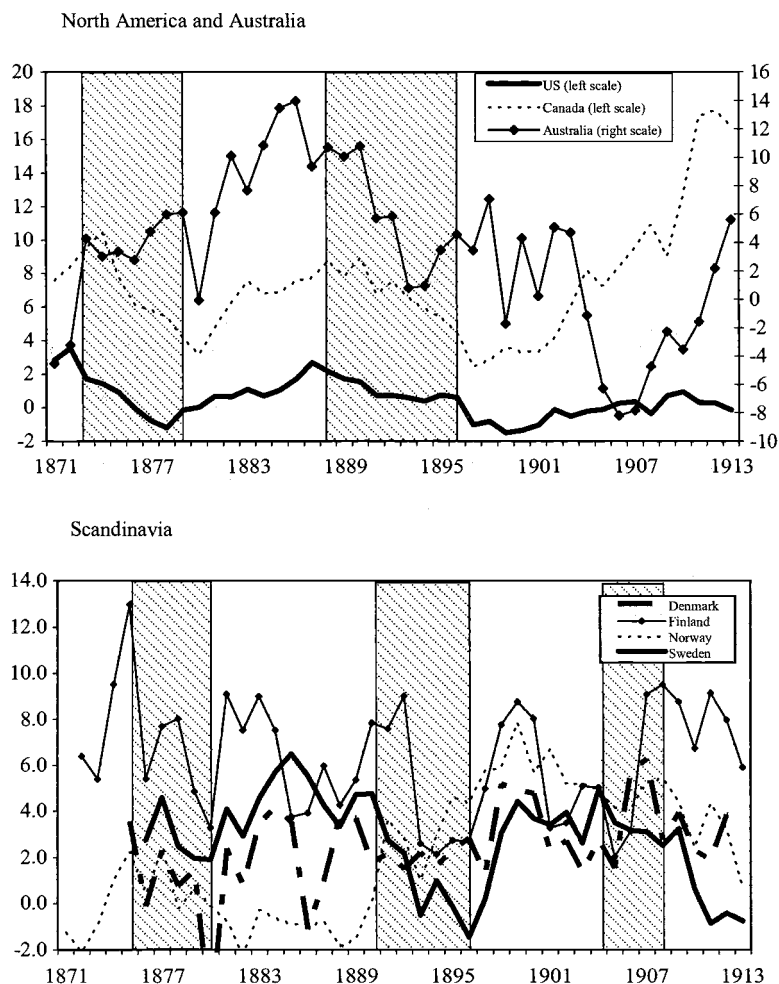 North America and Australia
20 16
18 14
16 12
14 10
12 8
10 6
8 4
6 2
4 0
2 -2
0 -4
-2 -6
-8
-10
US (left scale)
Canada (left scale)
Australia (right scale)
1871 1877 1883 1889 1895 1901 1907 1913
Scandinavia
14.0
12.0
10.0
8.0
6.0
4.0
2.0
0.0
-2.0
Denmark
Finland
Norway
Sweden
1871 1877 1883 1889 1895 1901 1907 1913